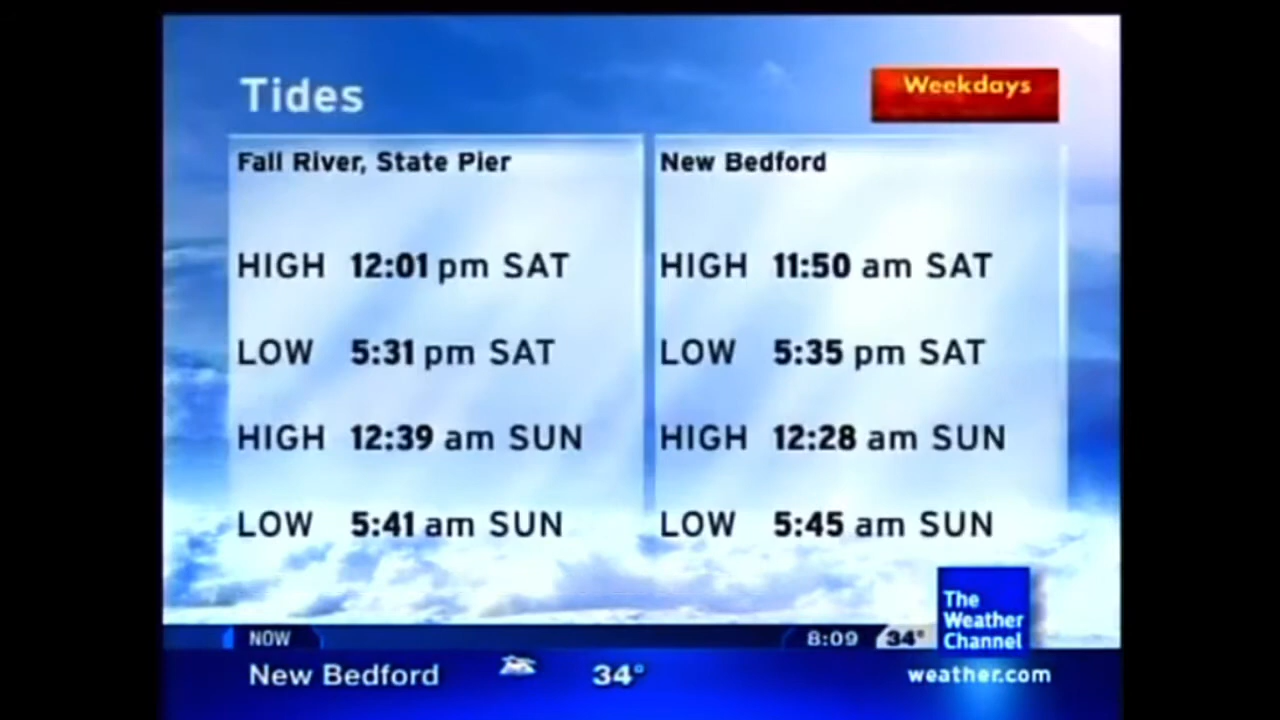 Tides
Weekdays
Fall River, State Pier
HIGH 12:01 pm SAT
LOW 5:31 pm SAT
HIGH 12:39 am SUN
LOW 5:41 am SUN
New Bedford
HIGH 11:50 am SAT
LOW 5:35 pm SAT
HIGH 12:28 am SUN
LOW 5:45 am SUN
The
Weather
Channel
NOW
8:09 34°
New Bedford 34°
weather.com